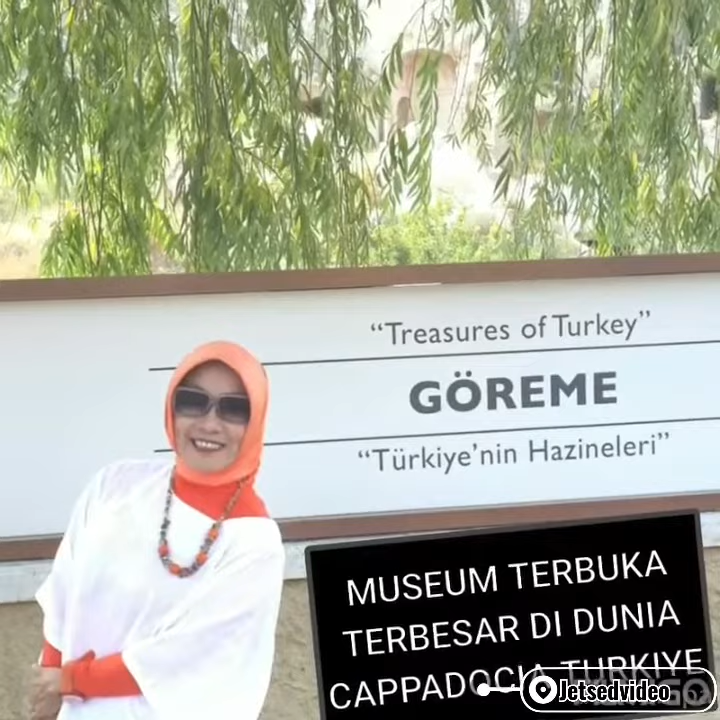 “Treasures of Turkey”
GÖREME
“Türkiye’nin Hazineleri”
MUSEUM TERBUKA
TERBESAR DI DUNIA
CAPPADOCIA TURKIYE
Jetsedvideo